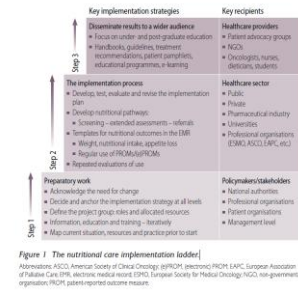 Key implementation strategies
Key recipients
Step 3
Disseminate results to a wider audience
• Focus on under- and post-graduate education
• Handbooks, guidelines, treatment
recommendations, patient pamphlets,
educational programmes, e-learning
Healthcare providers
• Patient advocacy groups
• NGOs
• Oncologists, nurses,
dieticians, students
Step 2
The implementation process
• Develop, test, evaluate and revise the implementation
plan
• Develop nutritional pathways
• Screening – extended assessments – referrals
• Templates for nutritional outcomes in the EMR
• Weight, nutritional intake, appetite loss
• Regular use of PROMs/(e)PROMs
• Repeated evaluations of use
Healthcare sector
• Public
• Private
• Pharmaceutical industry
• Universities
• Professional organisations
(ESMO, ASCO, EAPC, etc.)
Step 1
Preparatory work
• Acknowledge the need for change
• Decide and anchor the implementation strategy at all levels
• Define the project group roles and allocated resources
• Information, education and training – iteratively
• Map current situation, resources and practice prior to start
Policymakers/stakeholders
• National authorities
• Professional organisations
• Patient organisations
• Management level
Figure 1 The nutritional care implementation ladder
Abbreviations: ASCO, American Society of Clinical Oncology; (e)PROM, (electronic) PROM; EAPC, European Association
of Palliative Care; EMR, electronic medical record; ESMO, European Society for Medical Oncology; NGO, non-government
organisation; PROM, patient-reported outcome measure.